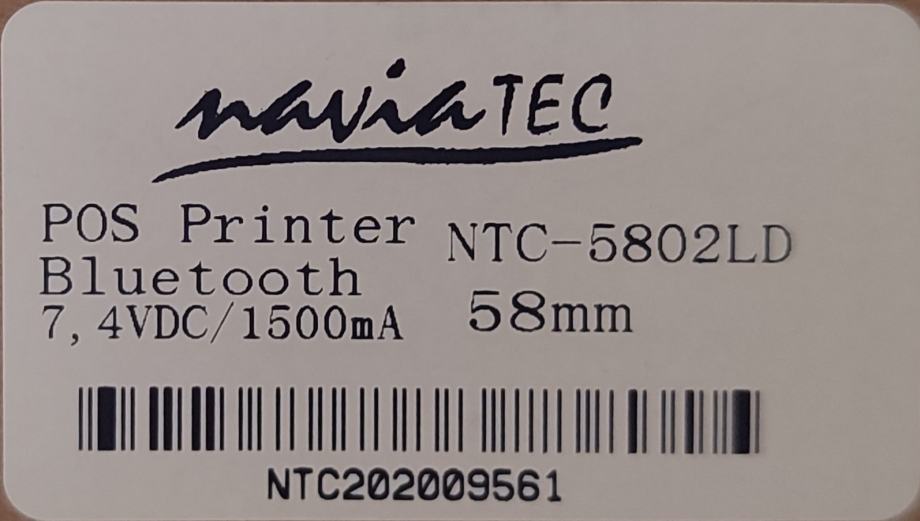 naviaTEC
POS Printer NTC-5802LD
Bluetooth 58mm
7,4VDC/1500mA
NTC202009561